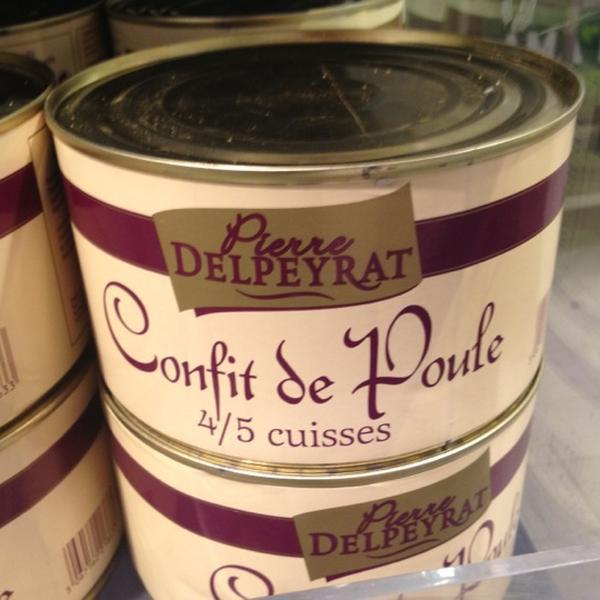 Pierre
DELPEYRAT
Confit de Poule
4/5 cuisses
Pierre
DELPEYRAT